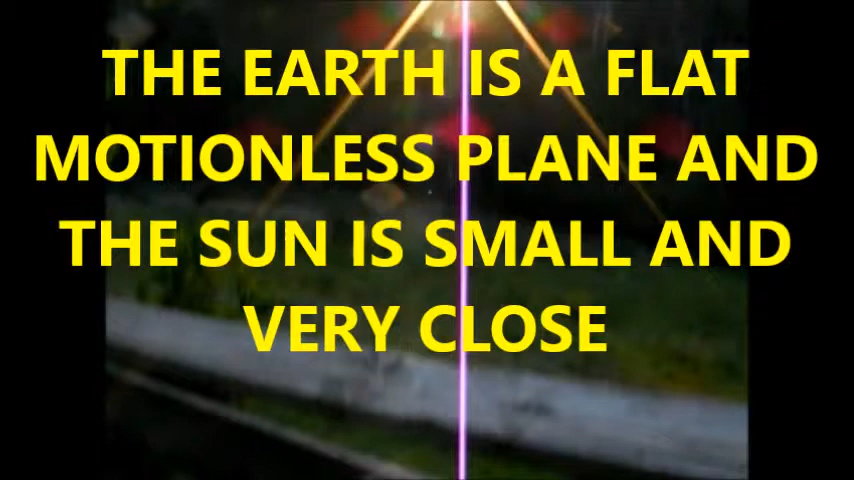 THE EARTH IS A FLAT
MOTIONLESS PLANE AND
THE SUN IS SMALL AND
VERY CLOSE